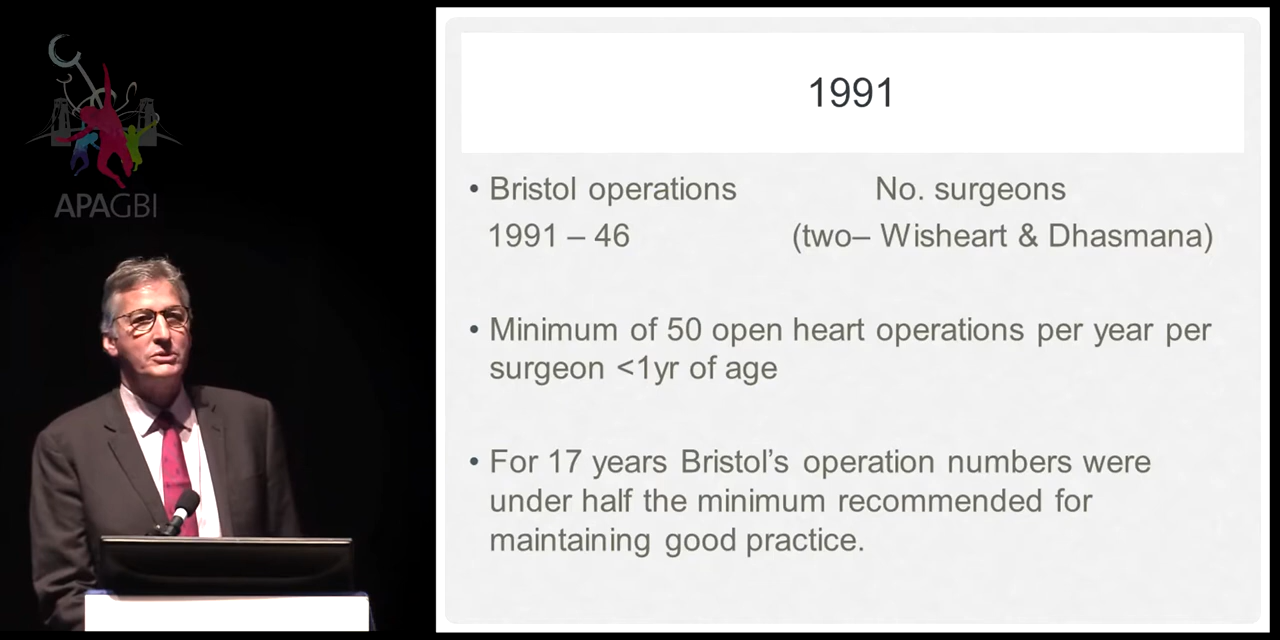 APAGBI
1991
• Bristol operations No. surgeons
1991 – 46 (two– Wisheart & Dhasmana)
• Minimum of 50 open heart operations per year per
surgeon <1yr of age
• For 17 years Bristol’s operation numbers were
under half the minimum recommended for
maintaining good practice.